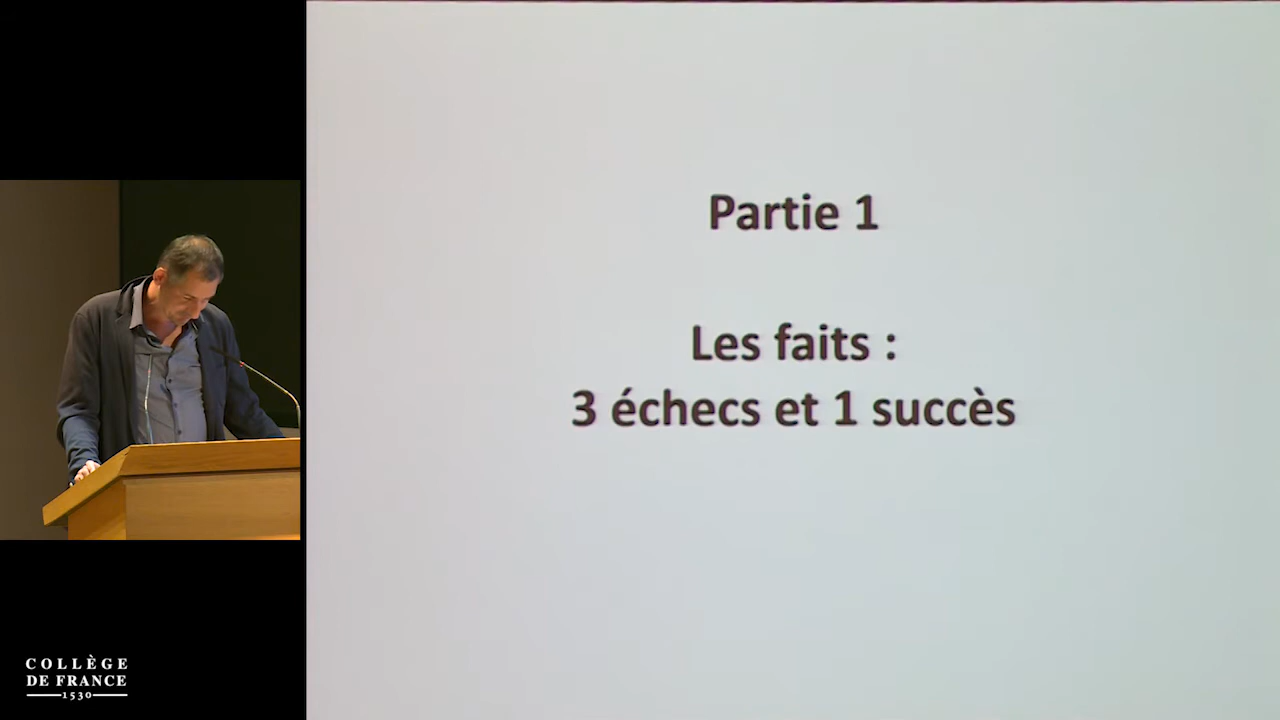 Partie 1
Les faits :
3 échecs et 1 succès
COLLÈGE
DE FRANCE
1530